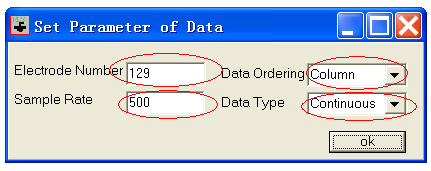 Set Parameter of Data
Electrode Number 129 Data Ordering Column
Sample Rate 500 Data Type Continuous
ok